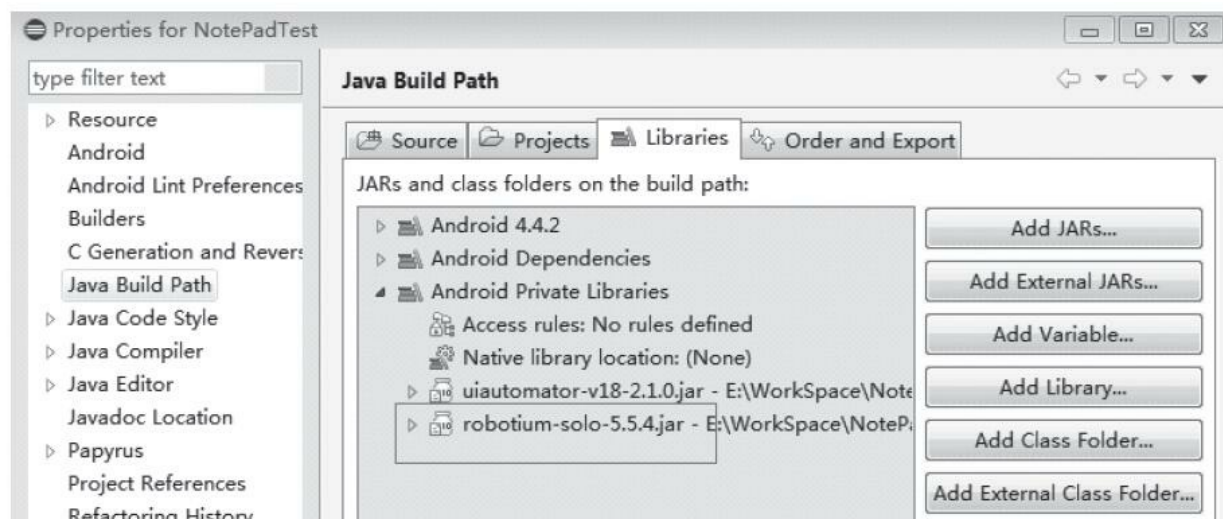 Properties for NotePadTest
type filter text
Resource
Android
Android Lint Preferences
Builders
C Generation and Revers
Java Build Path
Java Code Style
Java Compiler
Java Editor
Javadoc Location
Papyrus
Project References
Refactoring History
Java Build Path
Source Projects Libraries Order and Export
JARs and class folders on the build path:
Android 4.4.2
Android Dependencies
Android Private Libraries
Access rules: No rules defined
Native library location: (None)
uiautomator-v18-2.1.0.jar - E:\WorkSpace\Note
robotium-solo-5.5.4.jar - E:\WorkSpace\NotePa
Add JARs...
Add External JARs...
Add Variable...
Add Library...
Add Class Folder...
Add External Class Folder...